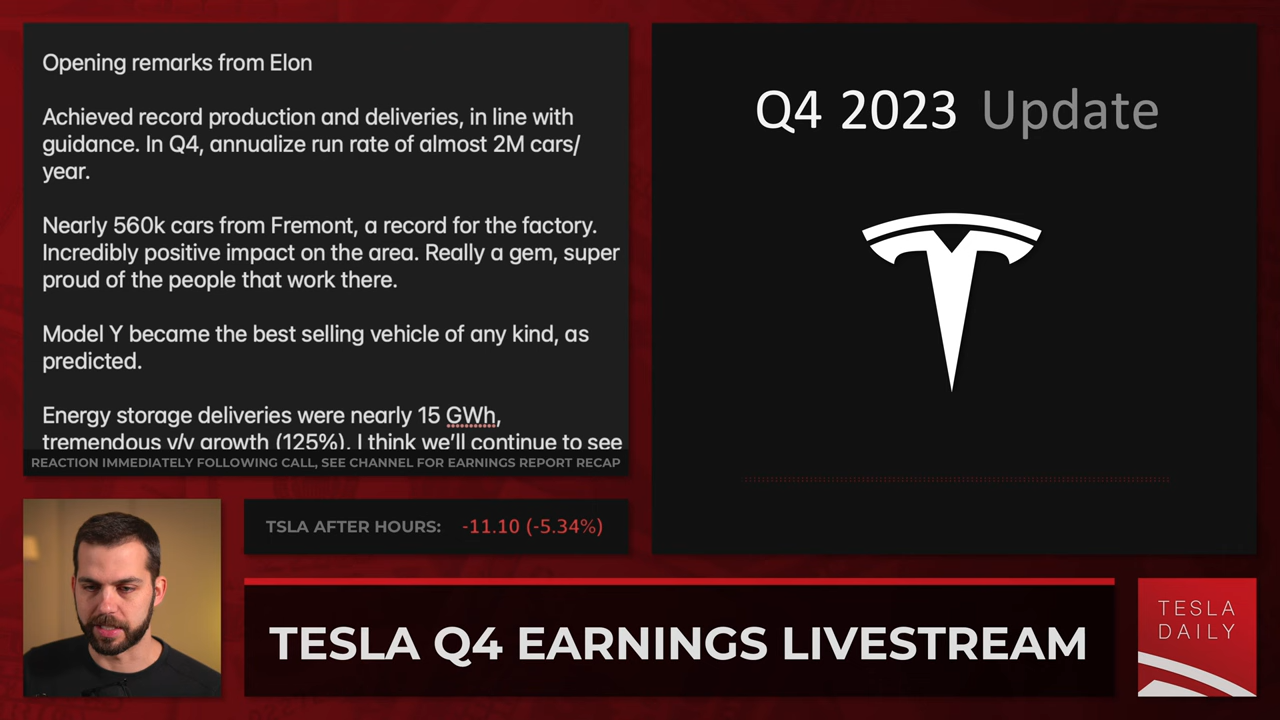 Opening remarks from Elon
Achieved record production and deliveries, in line with
guidance. In Q4, annualize run rate of almost 2M cars/
year.
Nearly 560k cars from Fremont, a record for the factory.
Incredibly positive impact on the area. Really a gem, super
proud of the people that work there.
Model Y became the best selling vehicle of any kind, as
predicted.
Energy storage deliveries were nearly 15 GWh,
tremendous y/y growth (125%). I think we'll continue to see
REACTION IMMEDIATELY FOLLOWING CALL, SEE CHANNEL FOR EARNINGS REPORT RECAP
Q4 2023 Update
TSLA AFTER HOURS: -11.10 (-5.34%)
TESLA Q4 EARNINGS LIVESTREAM
TESLA
DAILY